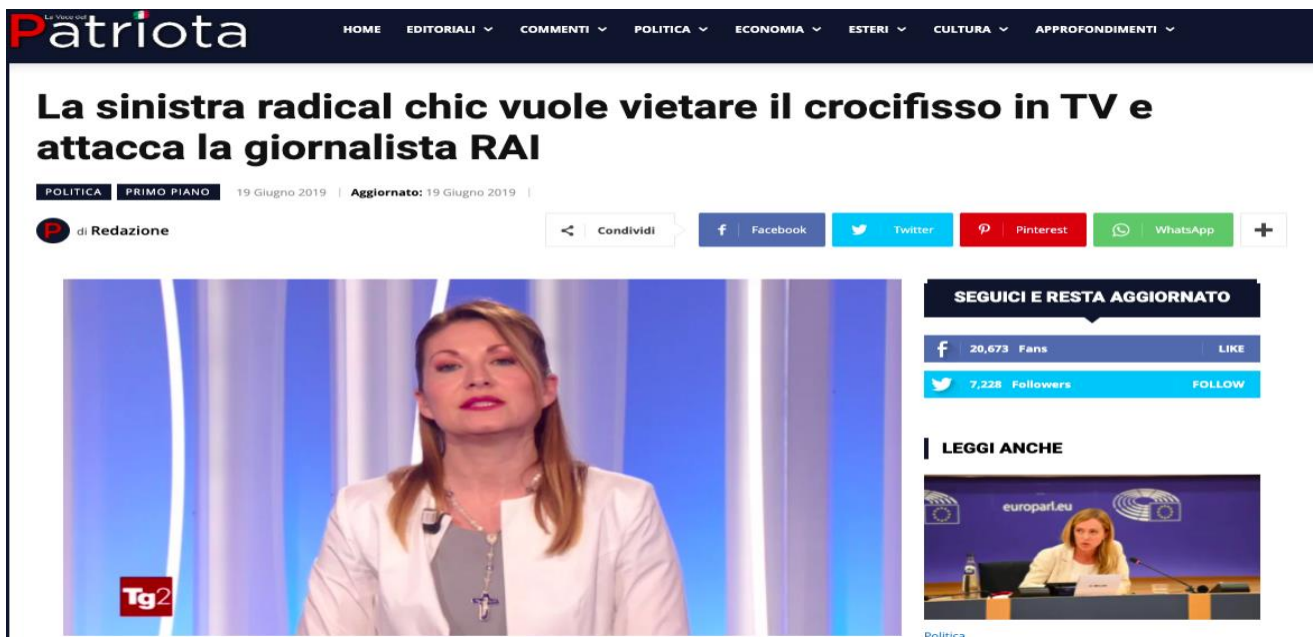 La Voce del
Patriota
HOME EDITORIALI COMMENTI POLITICA ECONOMIA ESTERI CULTURA APPROFONDIMENTI
La sinistra radical chic vuole vietare il crocifisso in TV e
attacca la giornalista RAI
POLITICA PRIMO PIANO 19 Giugno 2019 | Aggiornato: 19 Giugno 2019 |
P di Redazione
Condividi f Facebook Twitter Pinterest WhatsApp +
SEGUICI E RESTA AGGIORNATO
f 20,673 Fans LIKE
7,228 Followers FOLLOW
LEGGI ANCHE
europarl.eu
Tg2
Politica